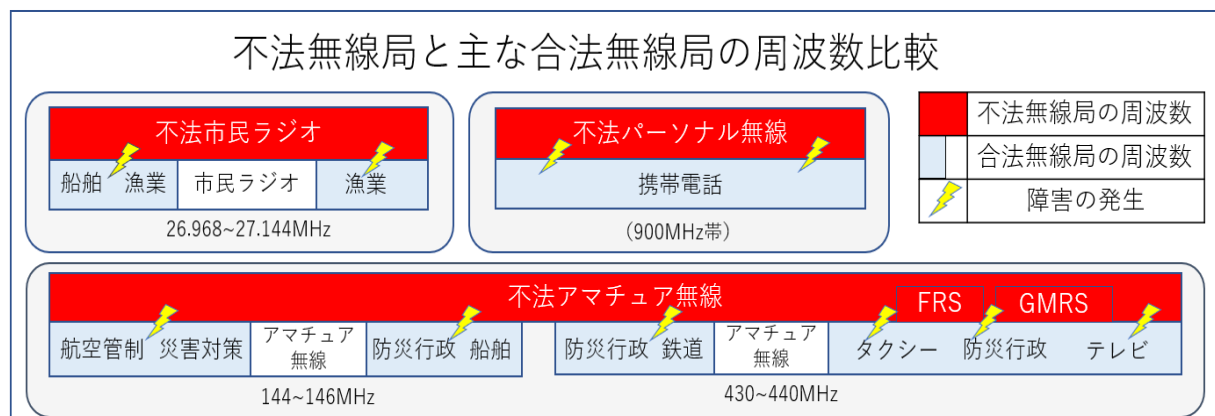 不法無線局と主な合法無線局の周波数比較
不法市民ラジオ
船舶 漁業 市民ラジオ 漁業
26.968~27.144MHz
不法パーソナル無線
携帯電話
(900MHz帯)
不法無線局の周波数
合法無線局の周波数
障害の発生
不法アマチュア無線 FRS GMRS
航空管制 災害対策
アマチュア
無線
防災行政 船舶
防災行政 鉄道
アマチュア
無線
タクシー 防災行政 テレビ
144~146MHz
430~440MHz